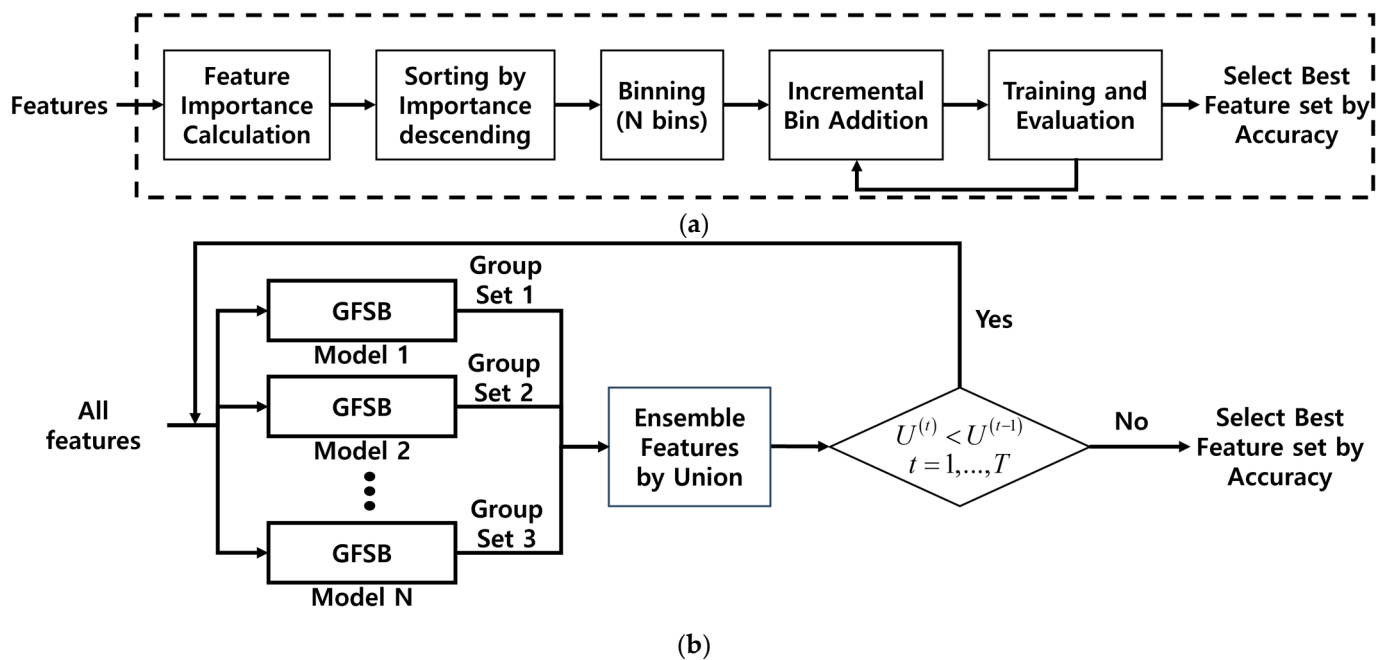 Features
Feature
Importance
Calculation
Sorting by
Importance
descending
Binning
(N bins)
Incremental
Bin Addition
Training and
Evaluation
Select Best
Feature set by
Accuracy
(a)
All
features
GFSB
Model 1
Group
Set 1
GFSB
Model 2
Group
Set 2
GFSB
Model N
Group
Set 3
Ensemble
Features
by Union
U^(t) < U^(t−1)
t = 1,...,T
Yes
No
Select Best
Feature set by
Accuracy
(b)